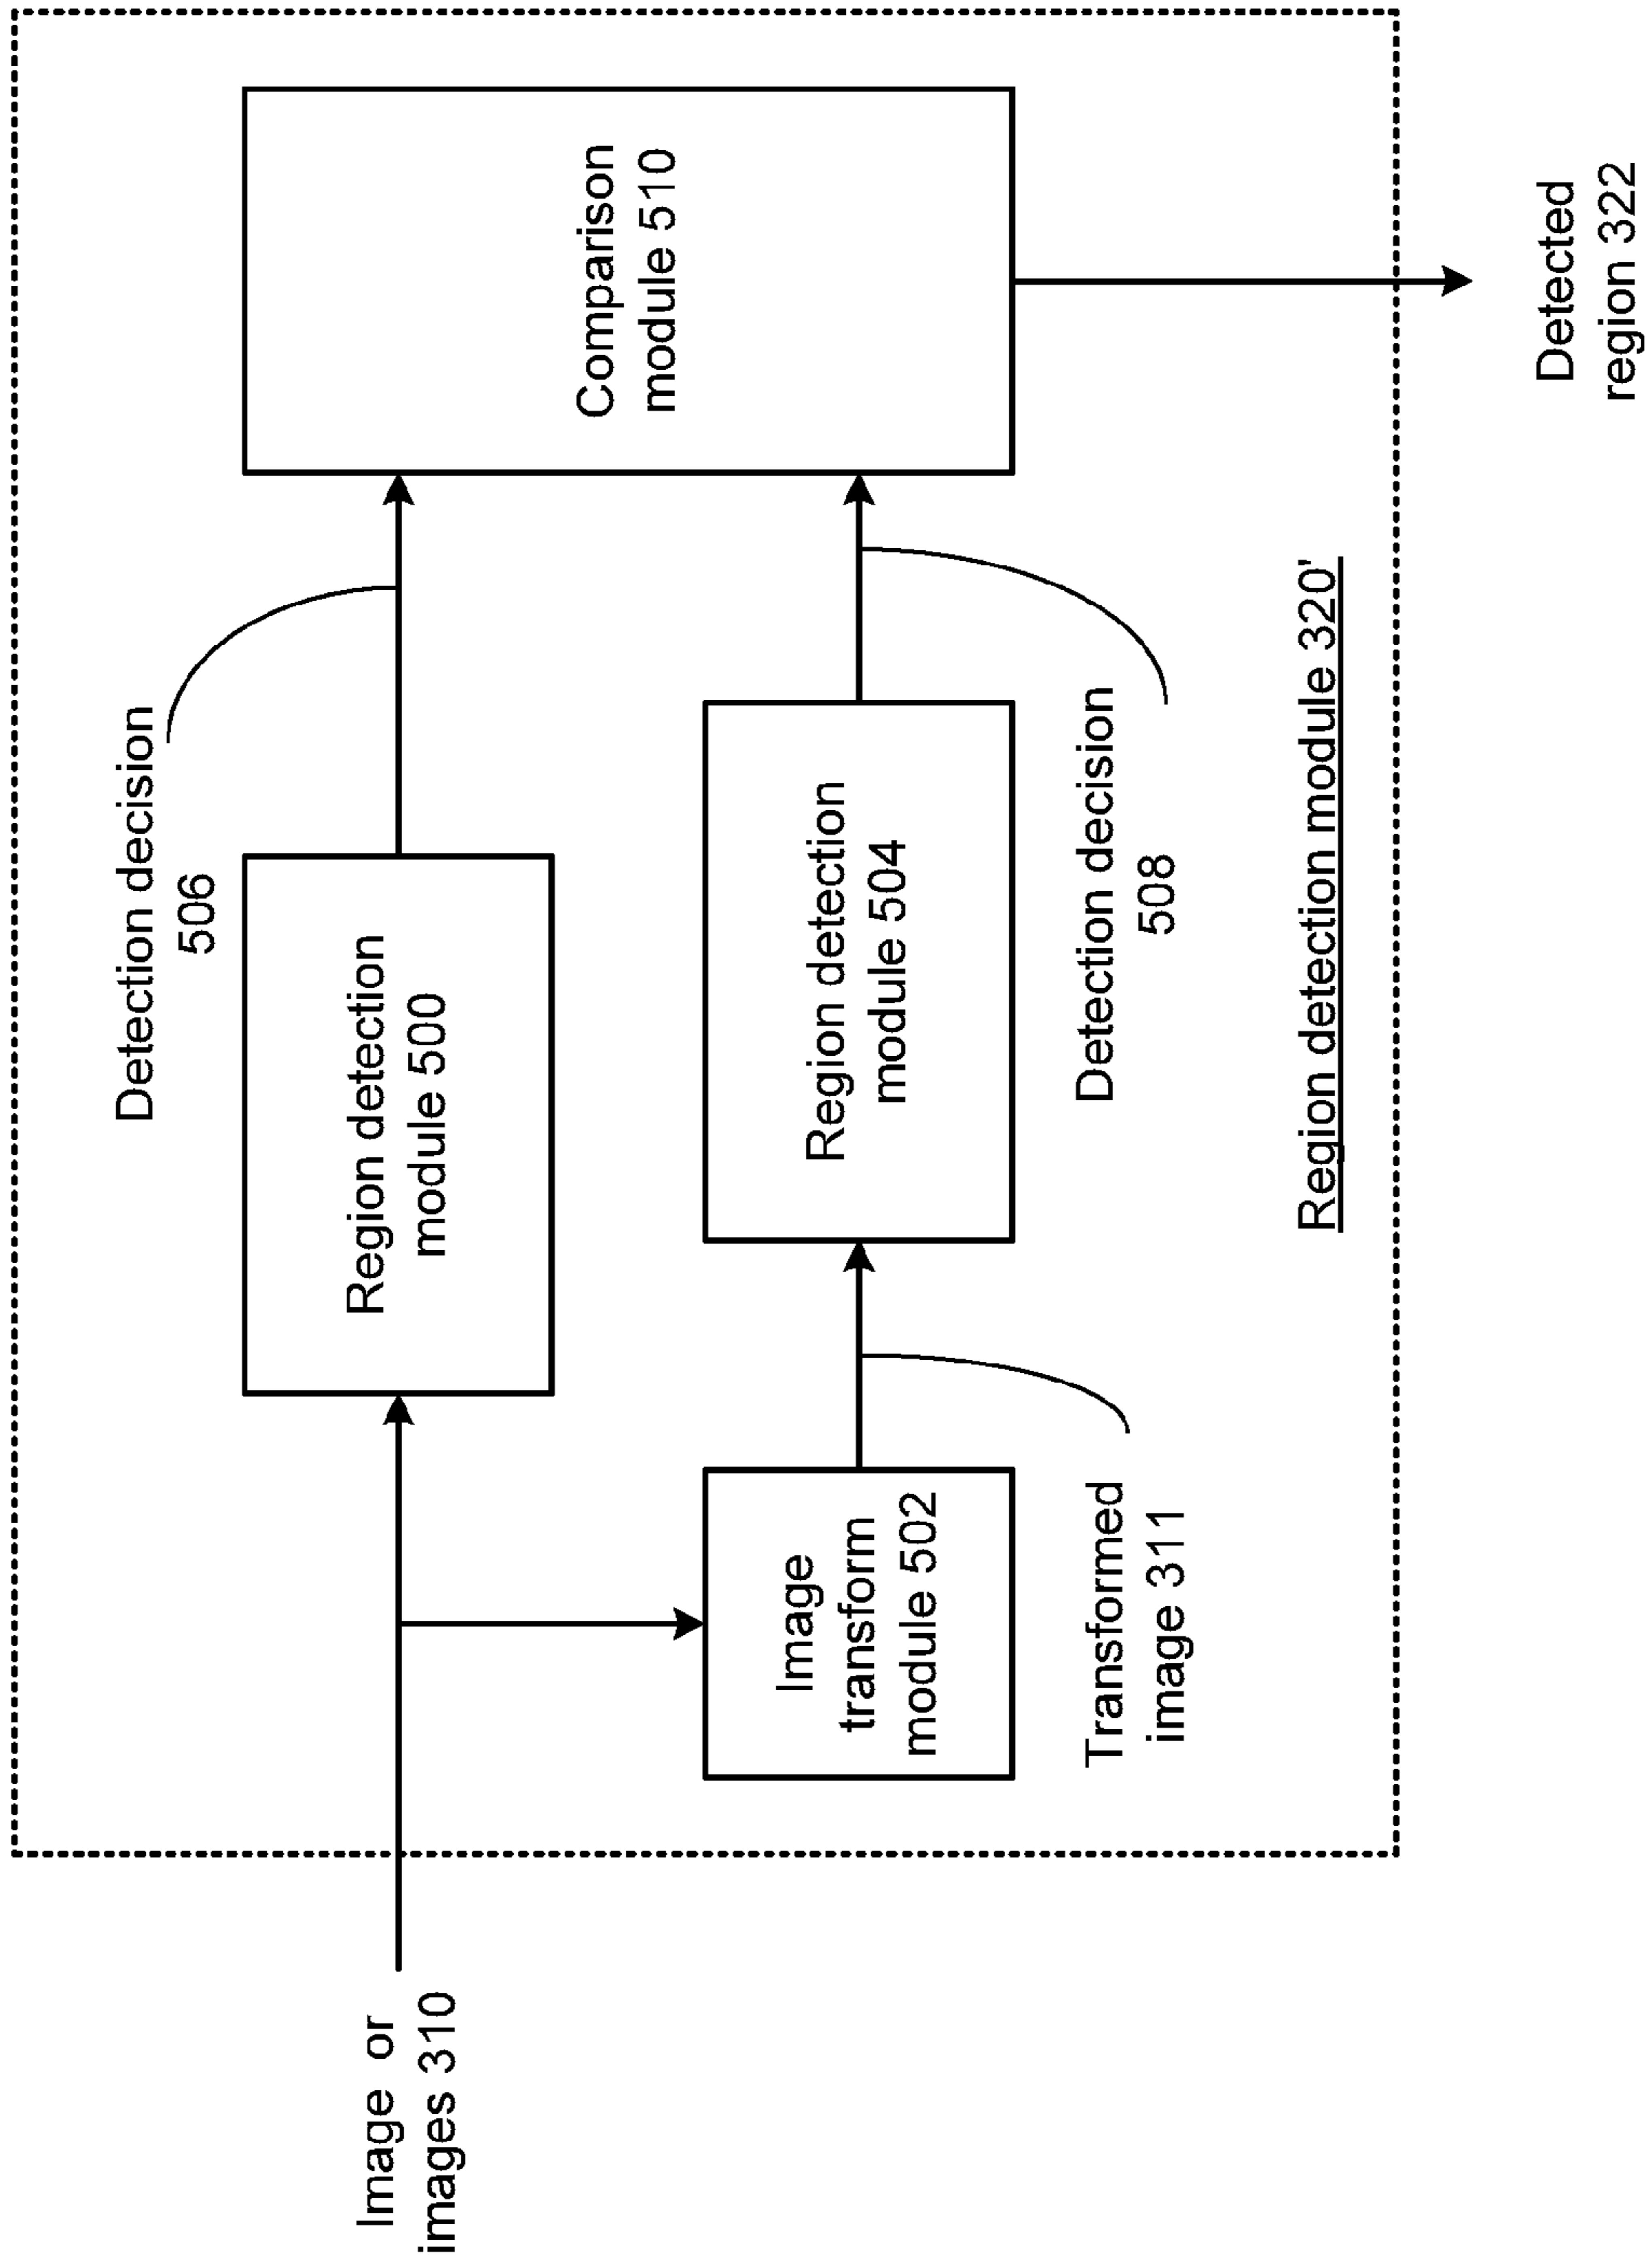 Image or
images 310
Detection decision
506
Region detection
module 500
Comparison
module 510
Image
transform
module 502
Region detection
module 504
Transformed
image 311
Detection decision
508
Region detection module 320'
Detected
region 322